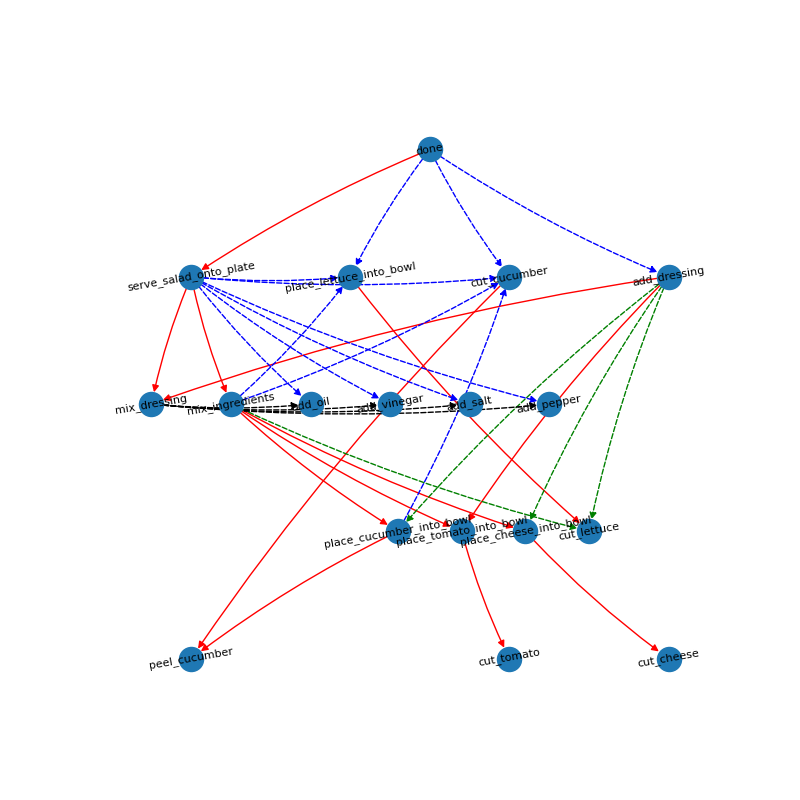 done
serve_salad_onto_plate
place_lettuce_into_bowl
cut_cucumber
add_dressing
mix_dressing
mix_ingredients
add_oil
add_vinegar
add_salt
add_pepper
place_cucumber_into_bowl
place_tomato_into_bowl
place_cheese_into_bowl
cut_lettuce
peel_cucumber
cut_tomato
cut_cheese